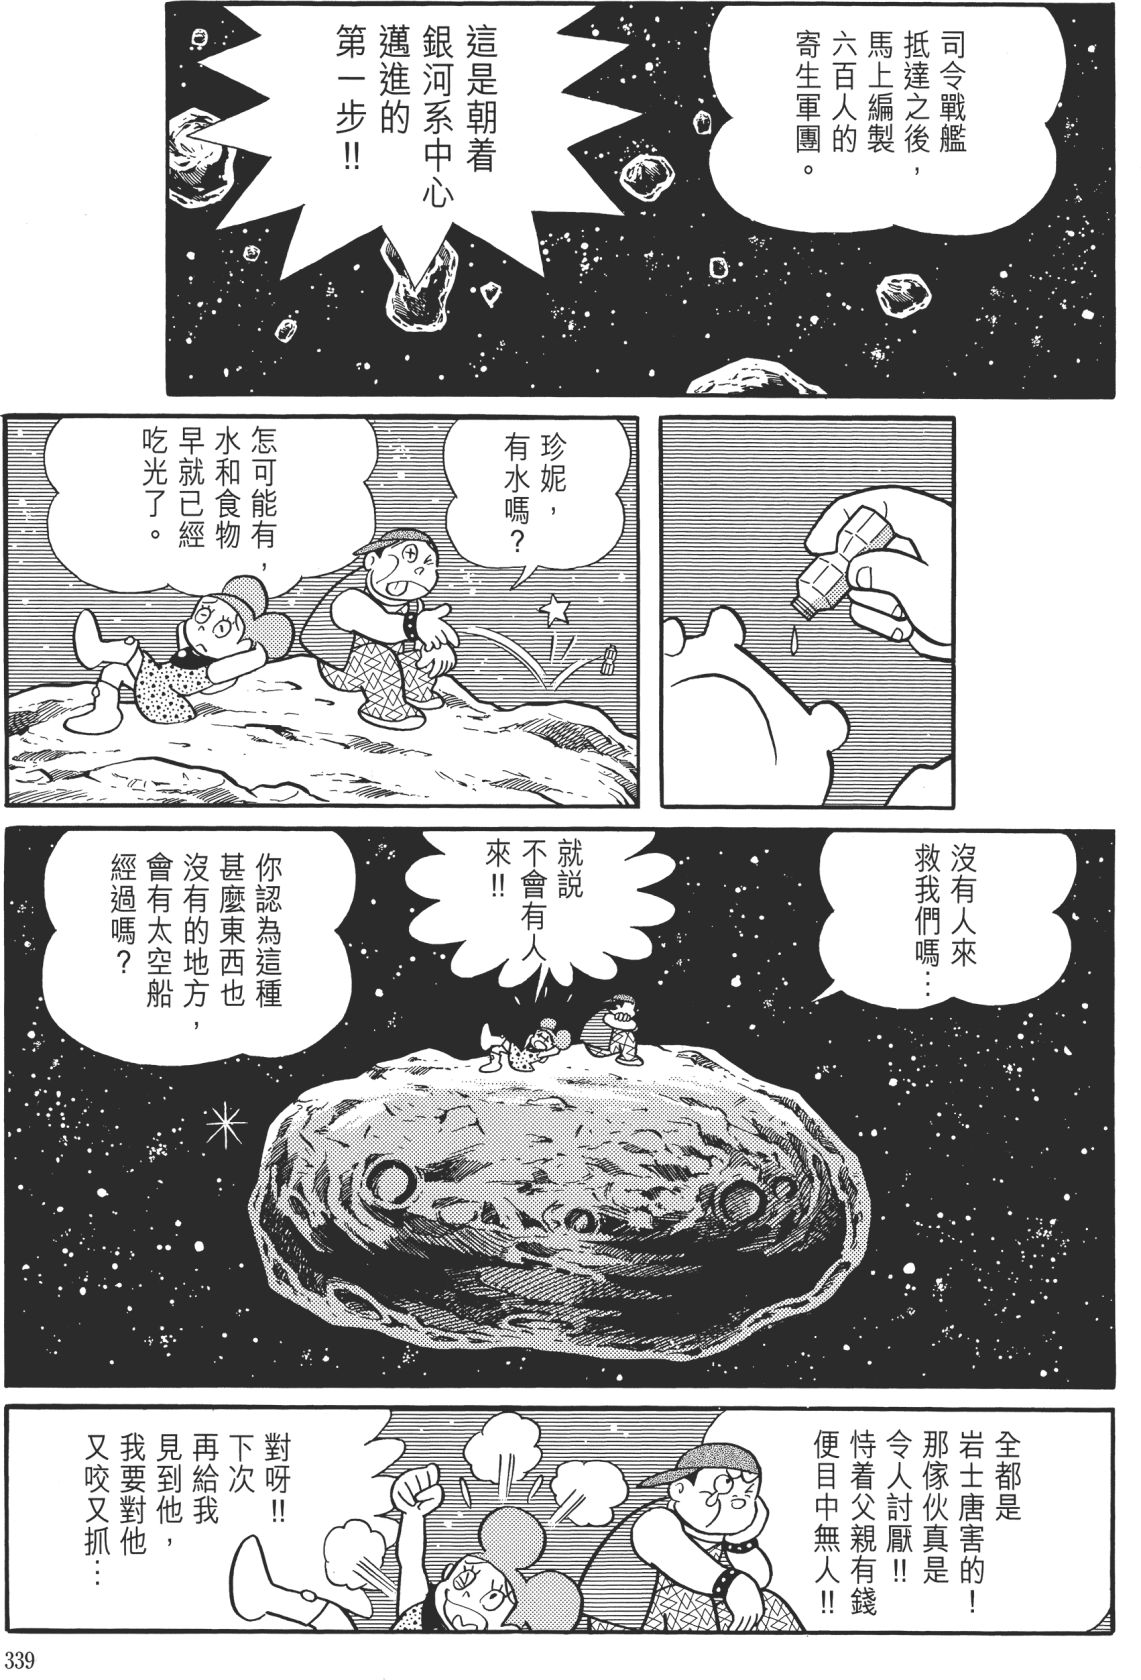 司令戰艦
抵達之後，
馬上編製
六百人的
寄生軍團。
這是朝着
銀河系中心
邁進的
第一步!!
珍妮，
有水嗎？
怎可能有，
水和食物
早就已經
吃光了。
沒有人來
救我們嗎…
就説
不會有人
來!!
你認為這種
甚麼東西也
沒有的地方，
會有太空船
經過嗎？
全都是
岩士唐害的！
那傢伙真是
令人討厭!!
恃着父親有錢
便目中無人!!
對呀!!
下次
再給我
見到他，
我要對他
又咬又抓…
339